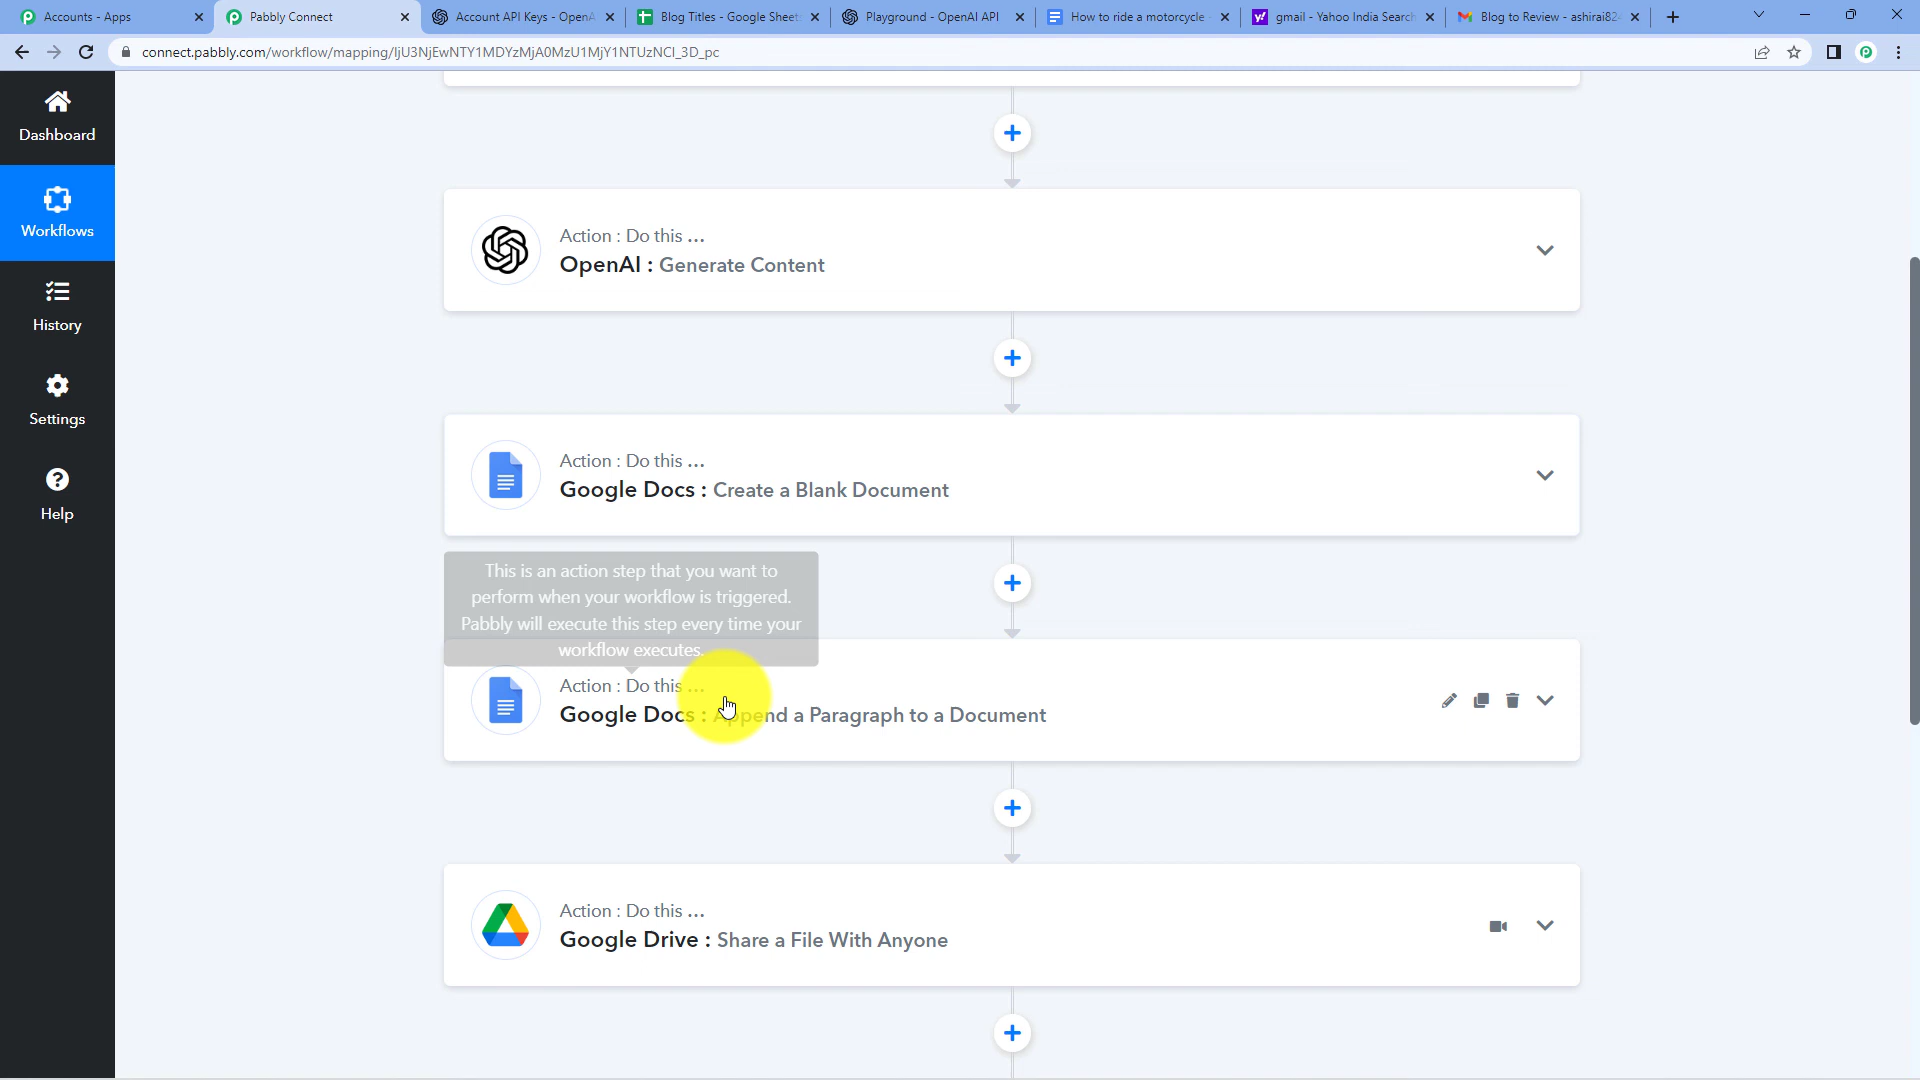 Accounts - Apps
Pabbly Connect
Account API Keys - OpenA
Blog Titles - Google Sheets
Playground - OpenAI API
How to ride a motorcycle -
gmail - Yahoo India Search
Blog to Review - ashirai82
connect.pabbly.com/workflow/mapping/IjU3NjEwNTY1MDYzMjA0MzU1MjY1NTUzNCI_3D_pc
Dashboard
Workflows
History
Settings
Help
Action : Do this ...
OpenAI : Generate Content
Action : Do this ...
Google Docs : Create a Blank Document
This is an action step that you want to
perform when your workflow is triggered.
Pabbly will execute this step every time your
workflow executes.
Action : Do this ...
Google Docs : Append a Paragraph to a Document
Action : Do this ...
Google Drive : Share a File With Anyone